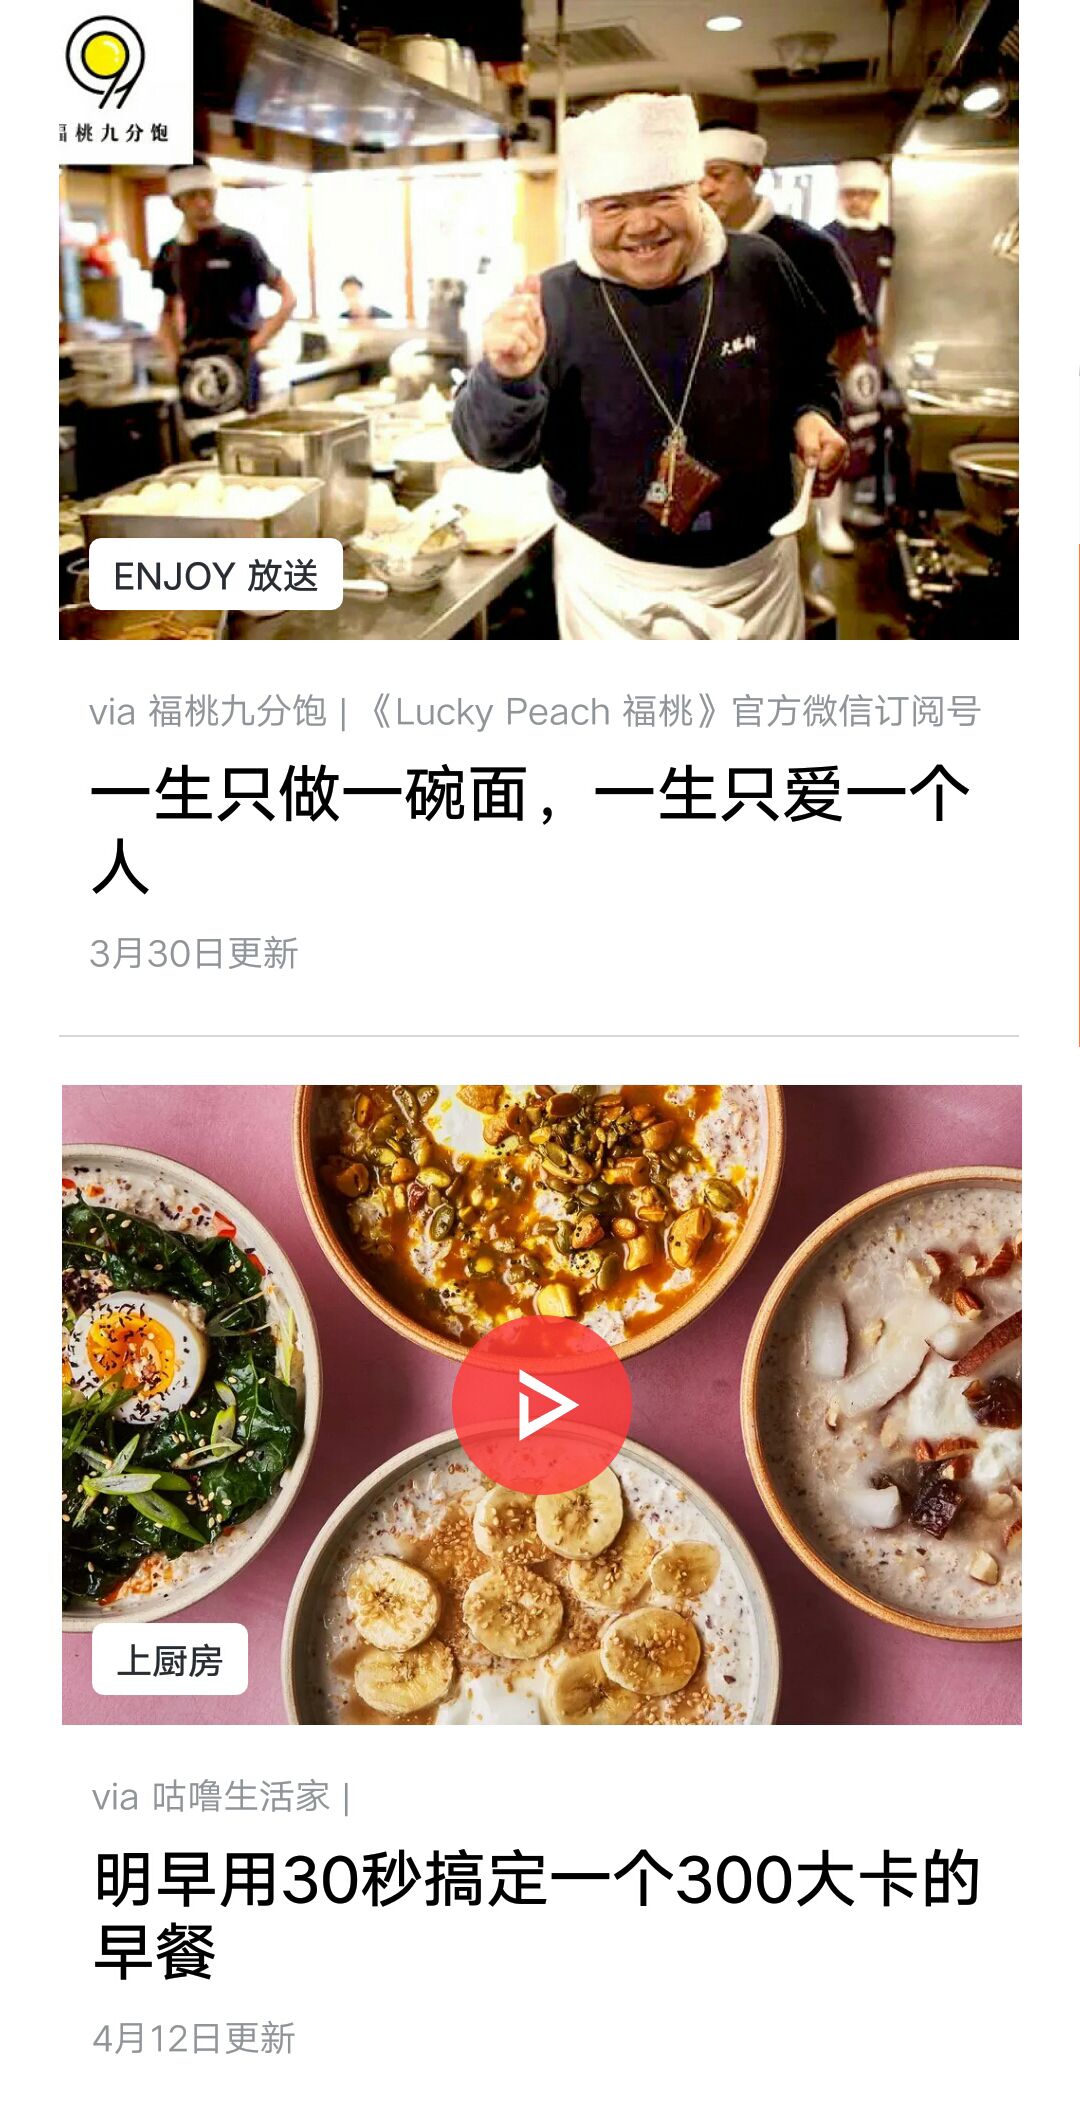 福桃九分饱
大勝軒
ENJOY 放送
via 福桃九分饱 | 《Lucky Peach 福桃》官方微信订阅号
一生只做一碗面，一生只爱一个
人
3月30日更新
上厨房
via 咕噜生活家 |
明早用30秒搞定一个300大卡的
早餐
4月12日更新